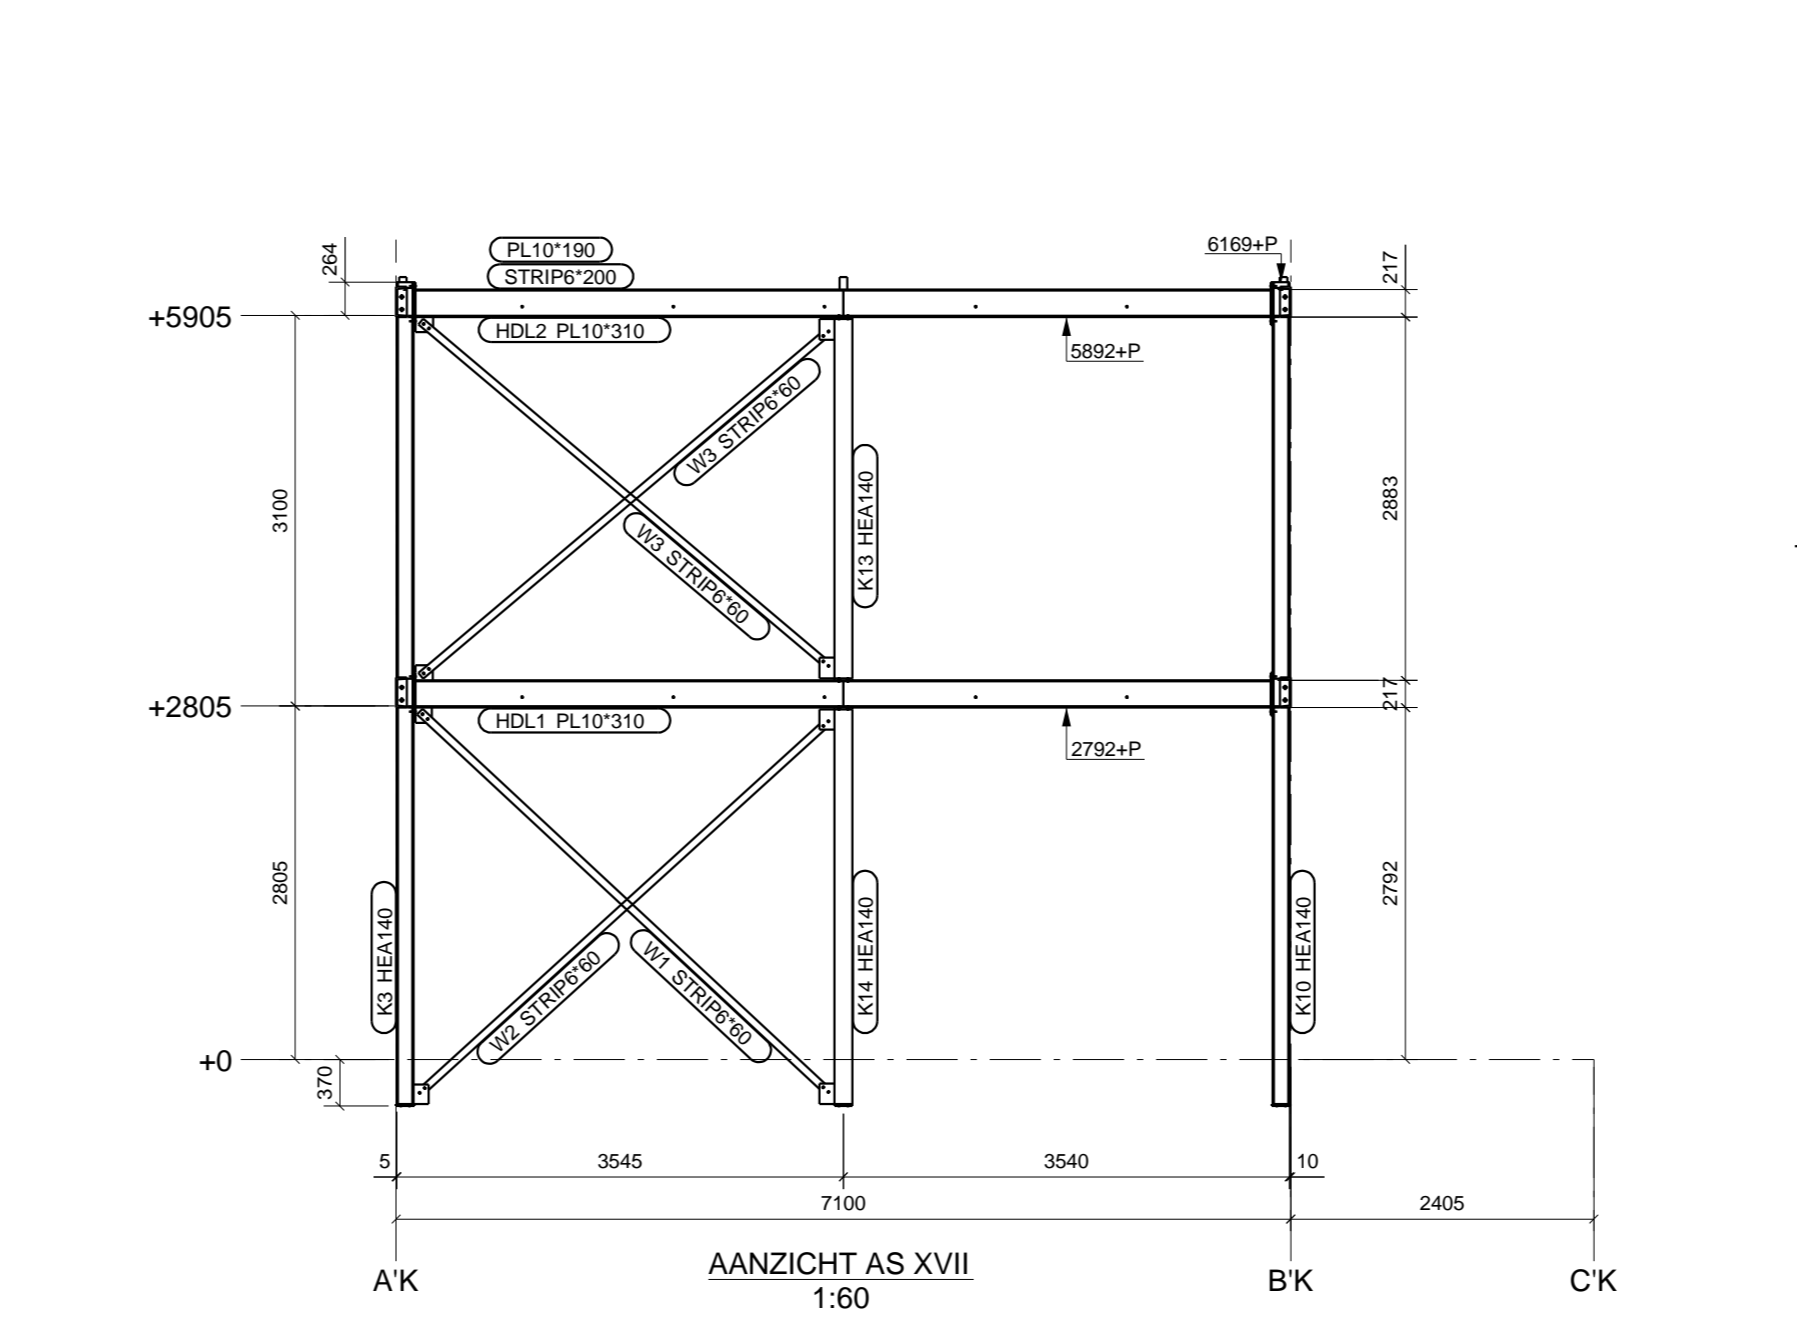 PL10*190
6169+P
264
217
STRIP6*200
+5905
HDL2 PL10*310
5892+P
W3 STRIP6*60
K13 HEA140
3100
2883
W3 STRIP6*60
217
+2805
HDL1 PL10*310
2792+P
2805
2792
K3 HEA140
K14 HEA140
K10 HEA140
W2 STRIP6*60
W1 STRIP6*60
+0
370
5
3545
3540
10
7100
2405
AANZICHT AS XVII
1:60
A'K
B'K
C'K